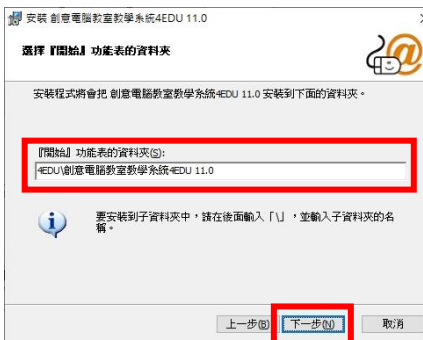 安裝 創意電腦教室教學系統4EDU 11.0
選擇『開始』功能表的資料夾
安裝程式將會把 創意電腦教室教學系統4EDU 11.0 安裝到下面的資料夾。
『開始』功能表的資料夾(S):
4EDU\創意電腦教室教學系統4EDU 11.0
要安裝到子資料夾中，請在後面輸入「\」，並輸入子資料夾的名
稱。
上一步(B) 下一步(N) 取消